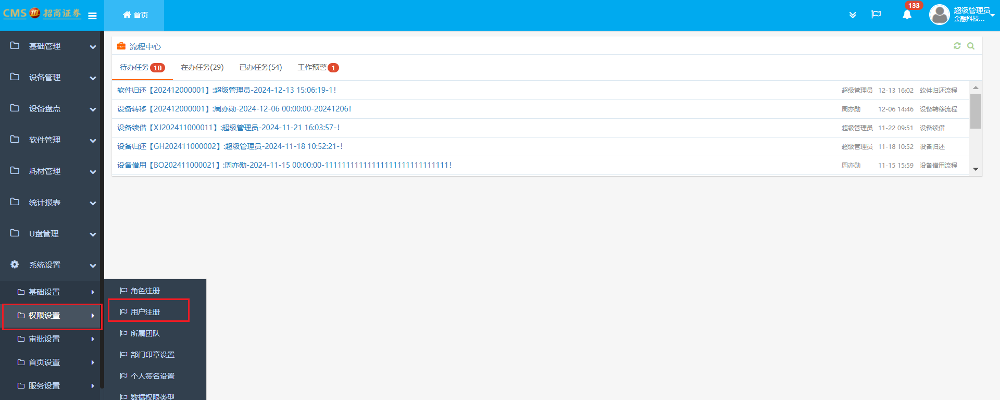 CMS 招商证券
首页
133
超级管理员
金融科技...
基础管理
设备管理
设备盘点
软件管理
耗材管理
统计报表
U盘管理
系统设置
基础设置
权限设置
审批设置
首页设置
服务设置
角色注册
用户注册
所属团队
部门印章设置
个人签名设置
数据权限类型
流程中心
待办任务 10 在办任务(29) 已办任务(54) 工作预警 1
软件归还【202412000001】:超级管理员-2024-12-13 15:06:19-1! 超级管理员 12-13 16:02 软件归还流程
设备转移【202412000001】:周亦勋-2024-12-06 00:00:00-20241206! 周亦勋 12-06 14:46 设备转移流程
设备续借【XJ202411000011】:超级管理员-2024-11-21 16:03:57-! 超级管理员 11-22 09:51 设备续借
设备归还【GH202411000002】:超级管理员-2024-11-18 10:52:21-! 超级管理员 11-18 10:52 设备归还
设备借用【BO202411000021】:周亦勋-2024-11-15 00:00:00-1111111111111111111111111111! 周亦勋 11-15 15:59 设备借用流程